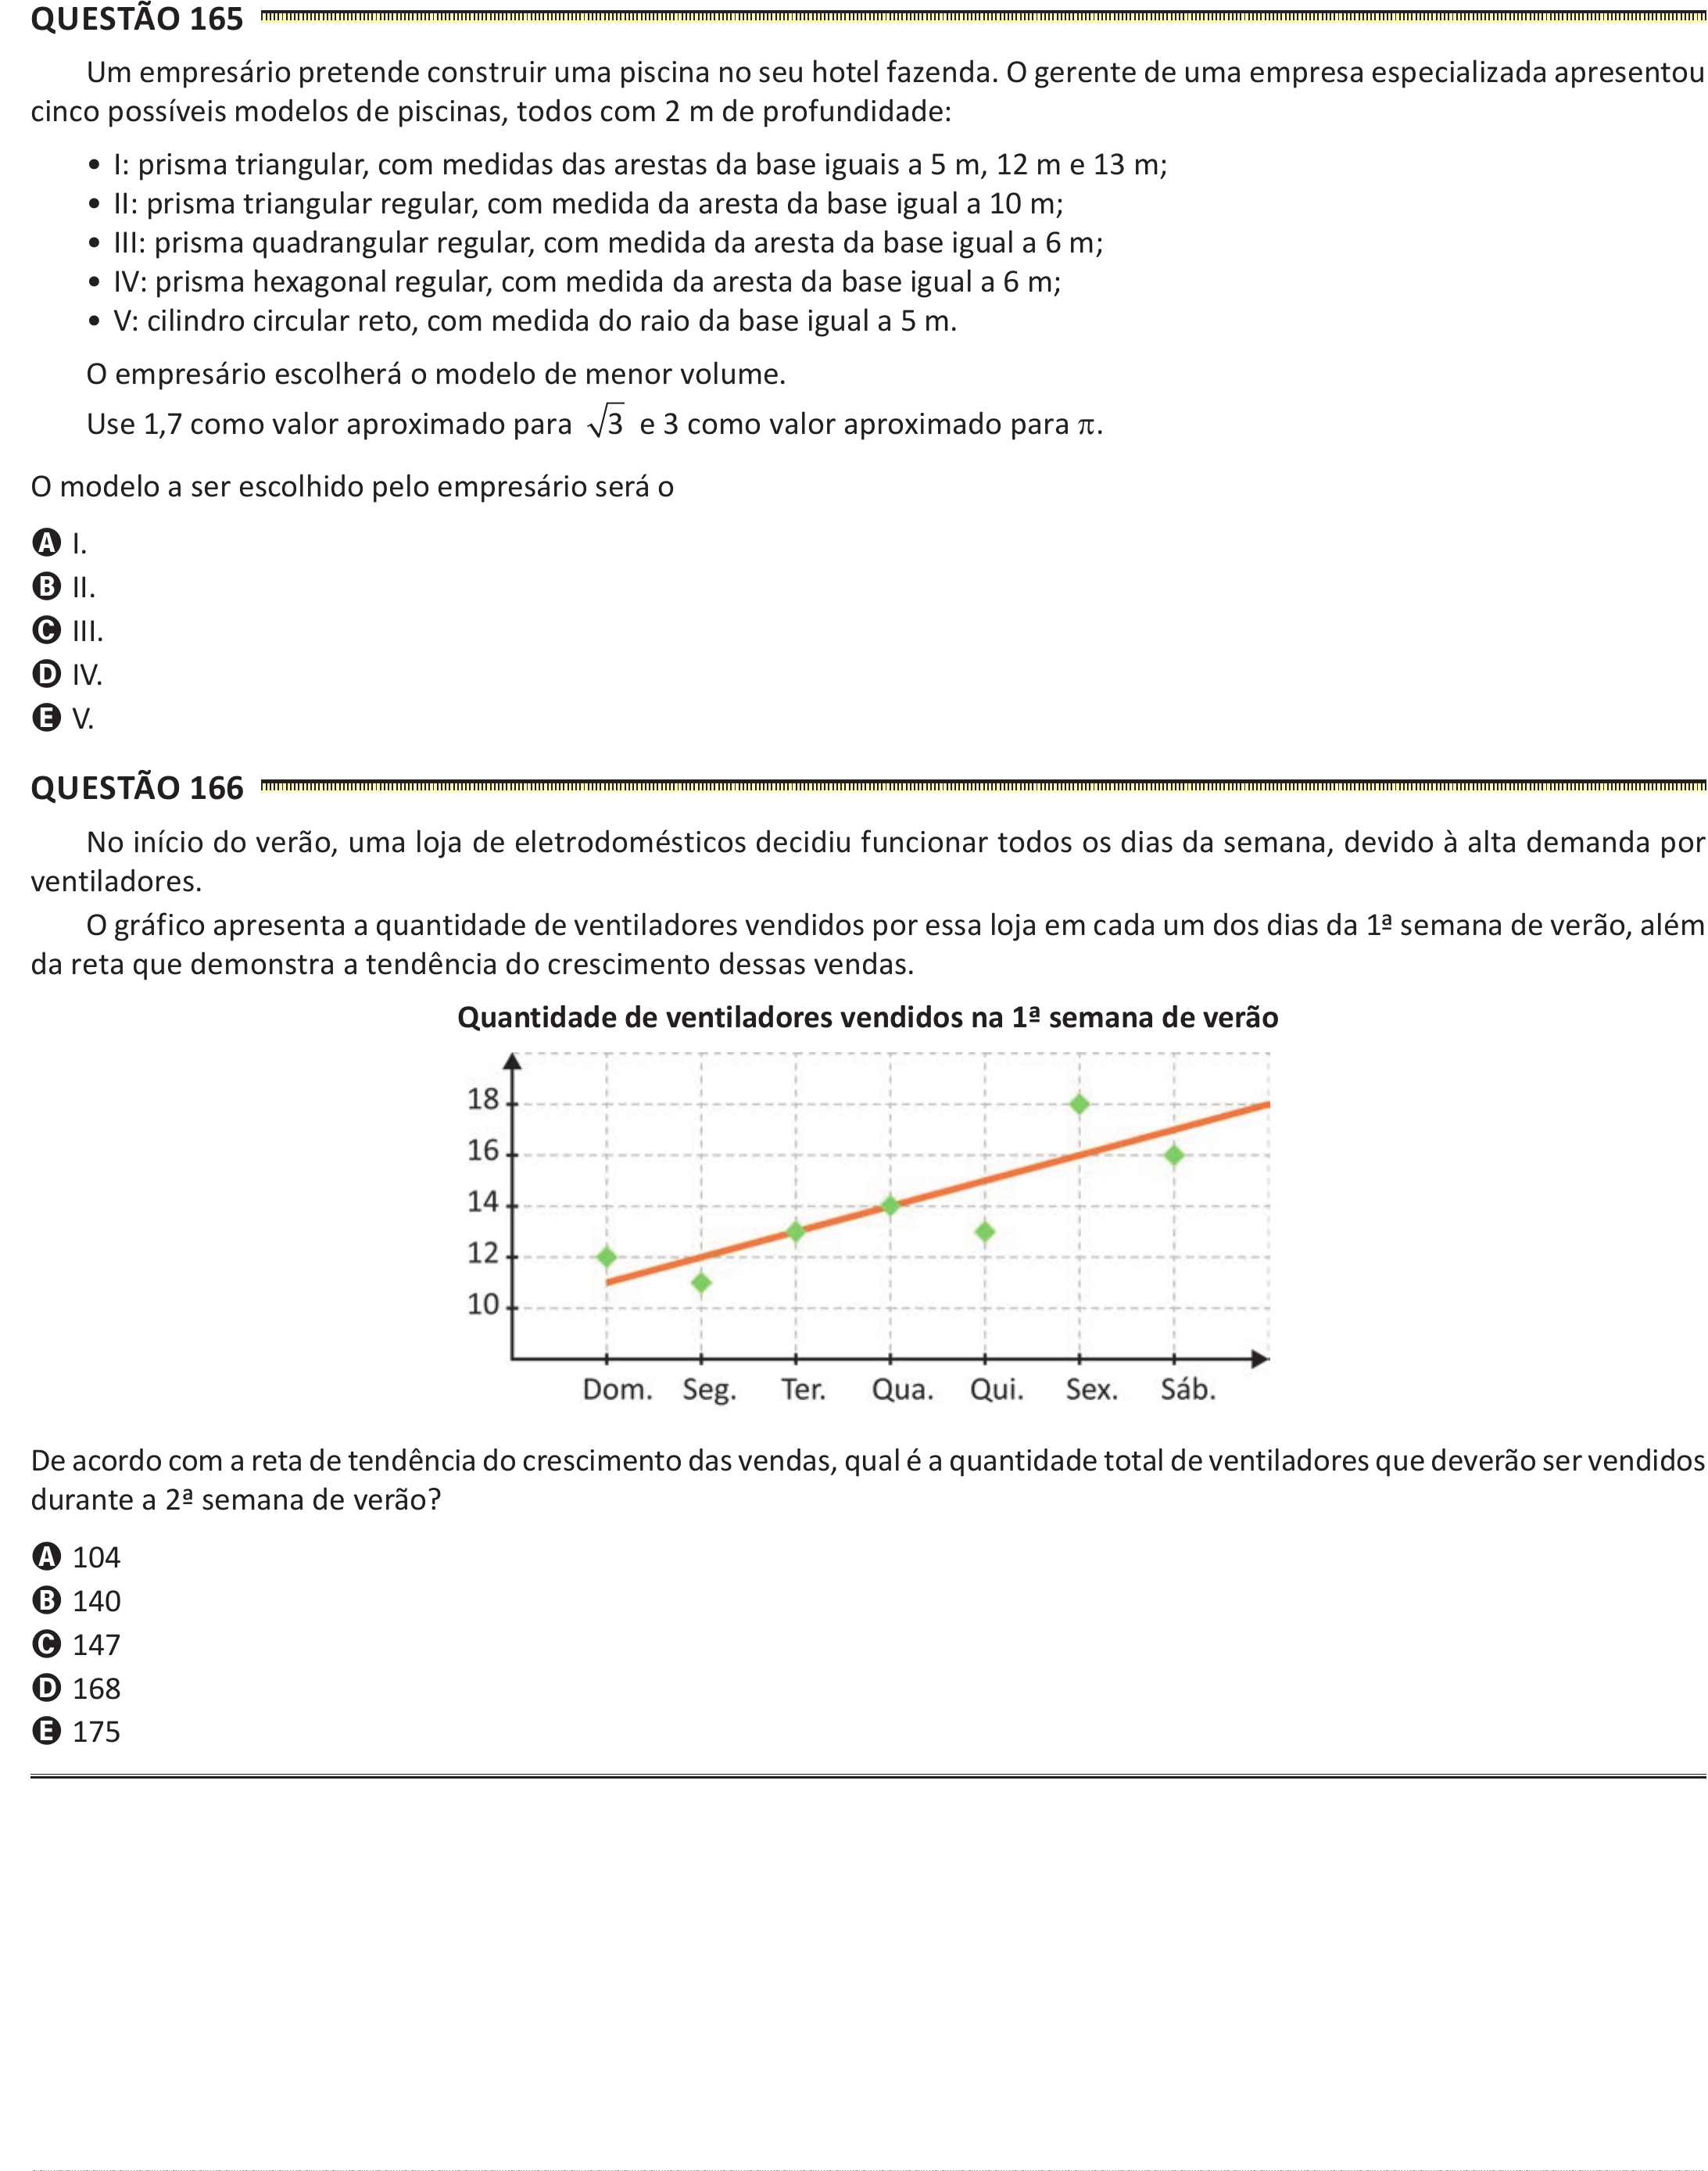 QUESTÃO 165
Um empresário pretende construir uma piscina no seu hotel fazenda. O gerente de uma empresa especializada apresentou
cinco possíveis modelos de piscinas, todos com 2 m de profundidade:
• I: prisma triangular, com medidas das arestas da base iguais a 5 m, 12 m e 13 m;
• II: prisma triangular regular, com medida da aresta da base igual a 10 m;
• III: prisma quadrangular regular, com medida da aresta da base igual a 6 m;
• IV: prisma hexagonal regular, com medida da aresta da base igual a 6 m;
• V: cilindro circular reto, com medida do raio da base igual a 5 m.
O empresário escolherá o modelo de menor volume.
Use 1,7 como valor aproximado para √3 e 3 como valor aproximado para π.
O modelo a ser escolhido pelo empresário será o
A I.
B II.
C III.
D IV.
E V.
QUESTÃO 166
No início do verão, uma loja de eletrodomésticos decidiu funcionar todos os dias da semana, devido à alta demanda por
ventiladores.
O gráfico apresenta a quantidade de ventiladores vendidos por essa loja em cada um dos dias da 1ª semana de verão, além
da reta que demonstra a tendência do crescimento dessas vendas.
Quantidade de ventiladores vendidos na 1ª semana de verão
18
16
14
12
10
Dom. Seg. Ter. Qua. Qui. Sex. Sáb.
De acordo com a reta de tendência do crescimento das vendas, qual é a quantidade total de ventiladores que deverão ser vendidos
durante a 2ª semana de verão?
A 104
B 140
C 147
D 168
E 175